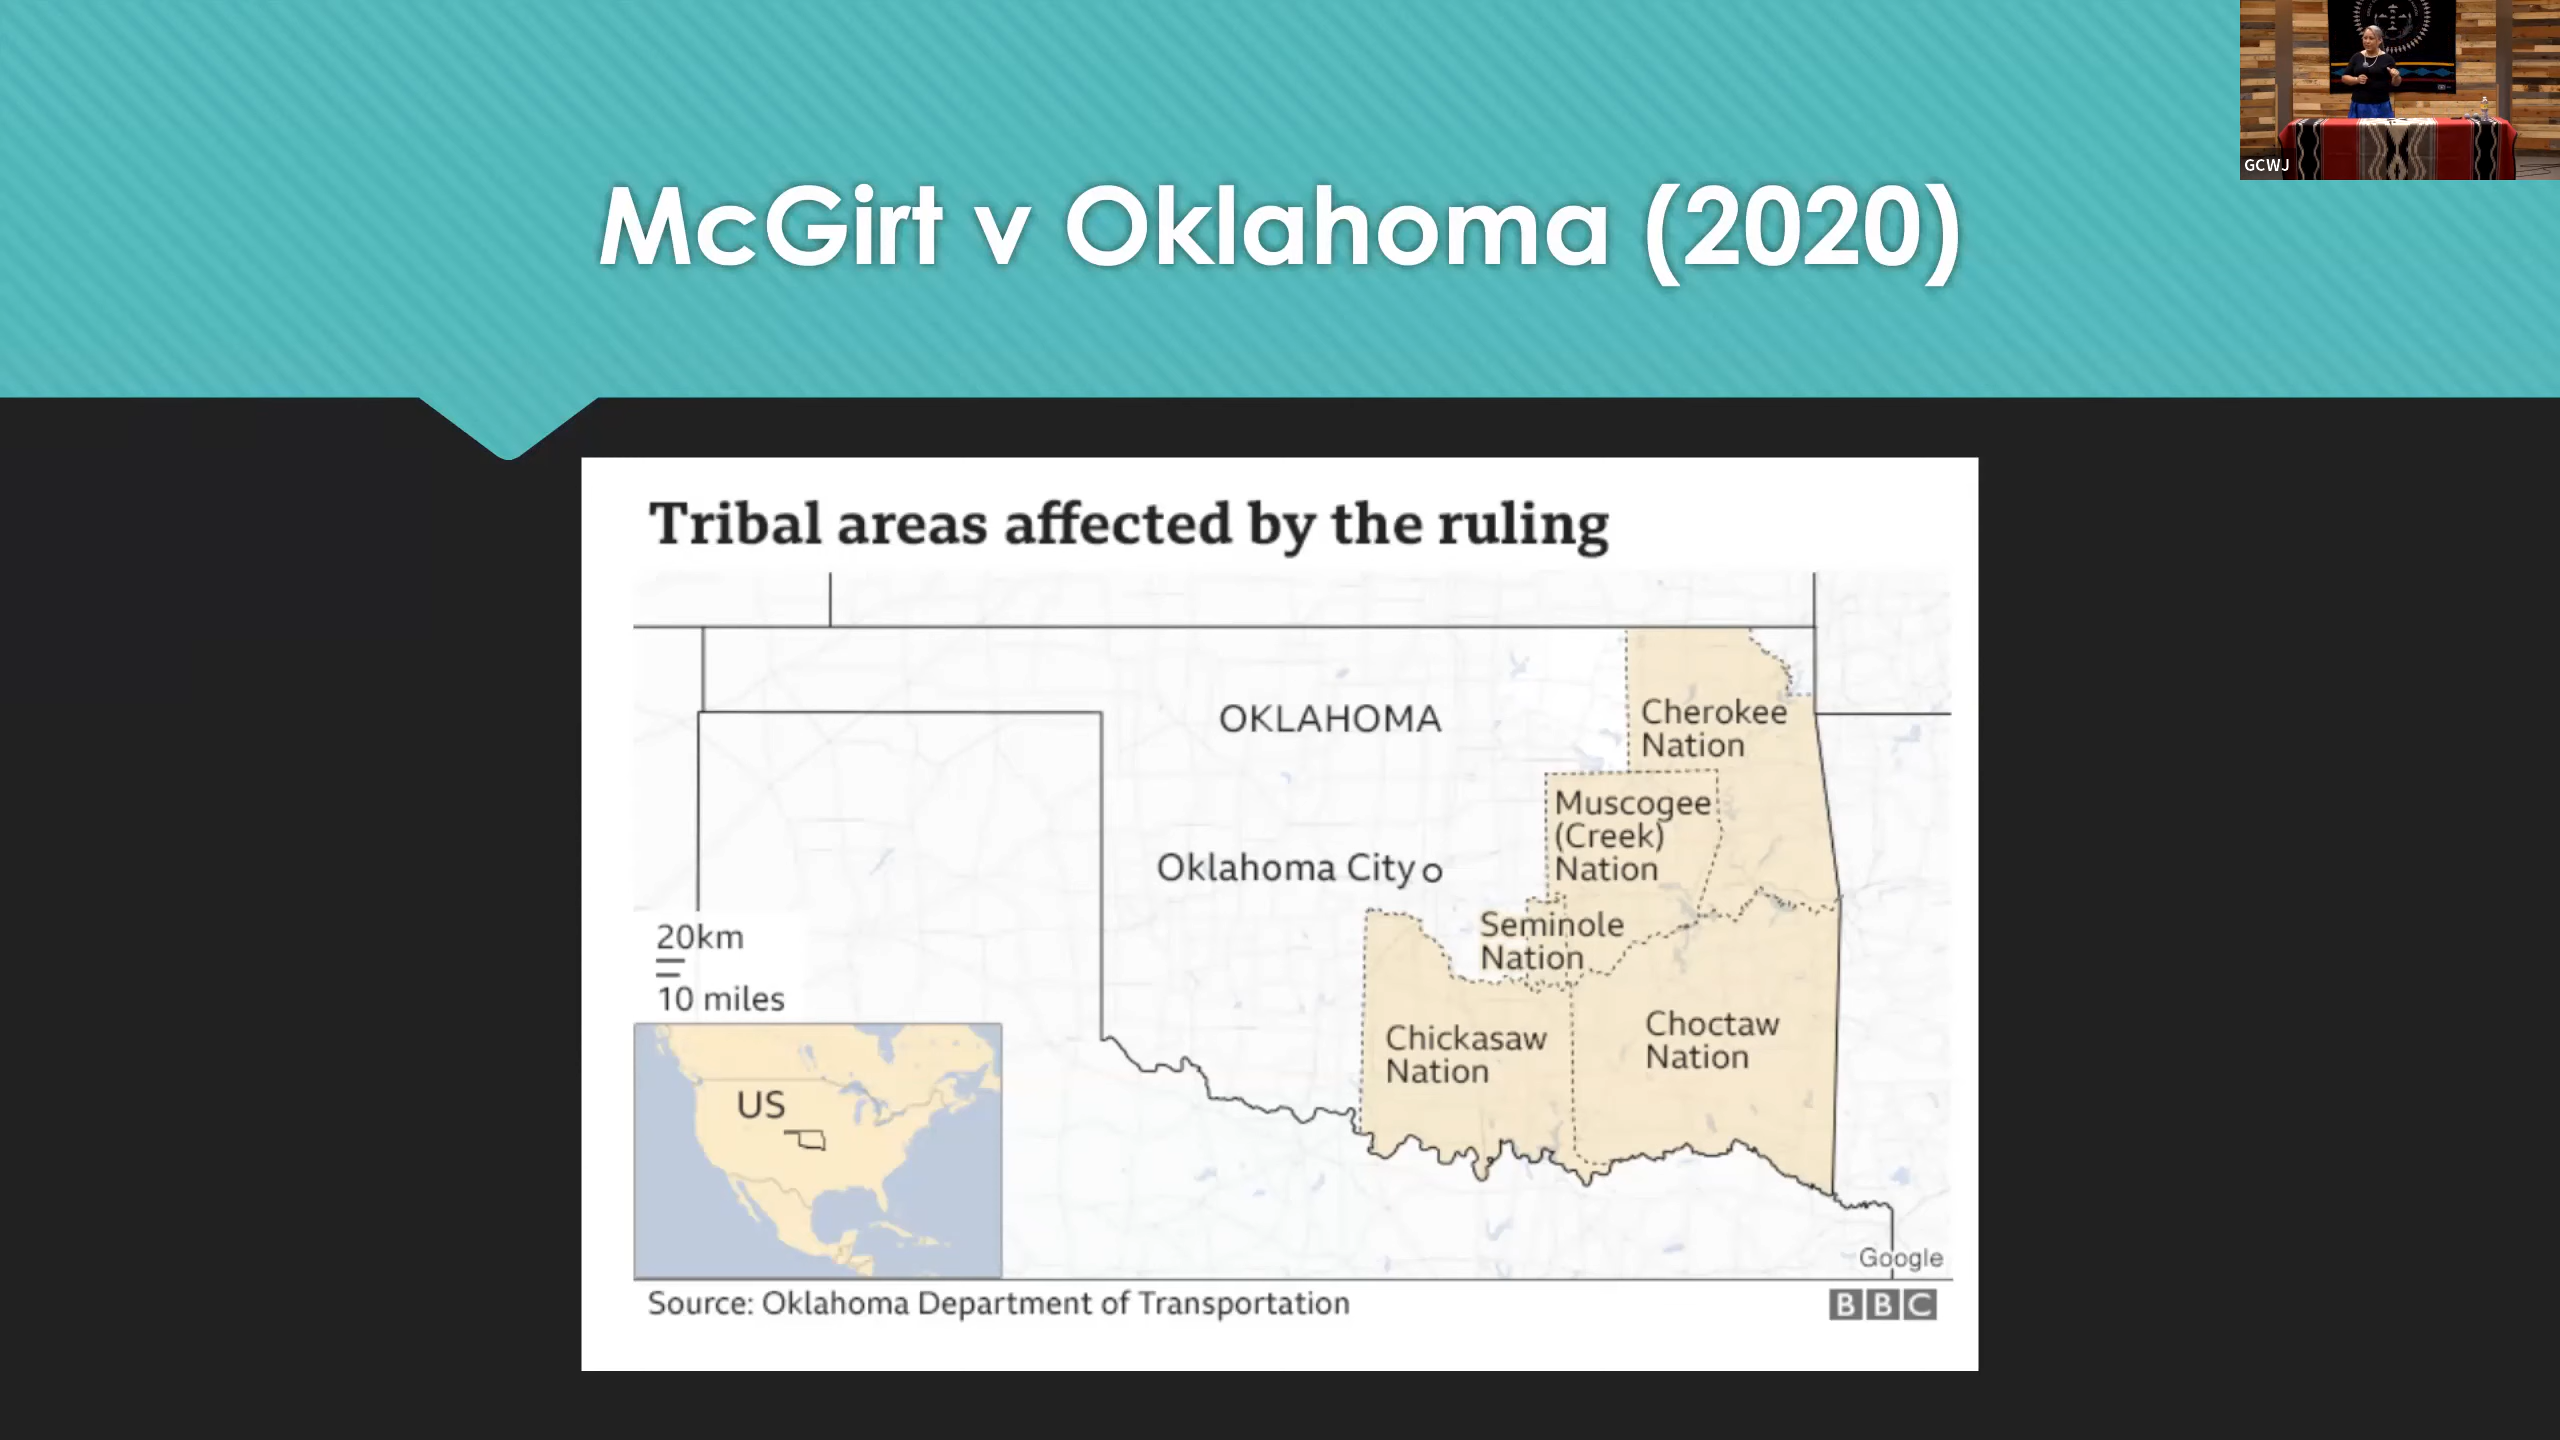 McGirt v Oklahoma (2020)
GCWJ
Tribal areas affected by the ruling
OKLAHOMA
Cherokee
Nation
Muscogee
(Creek)
Nation
Oklahoma City
Seminole
Nation
20km
10 miles
Chickasaw
Nation
Choctaw
Nation
US
Google
Source: Oklahoma Department of Transportation
BBC